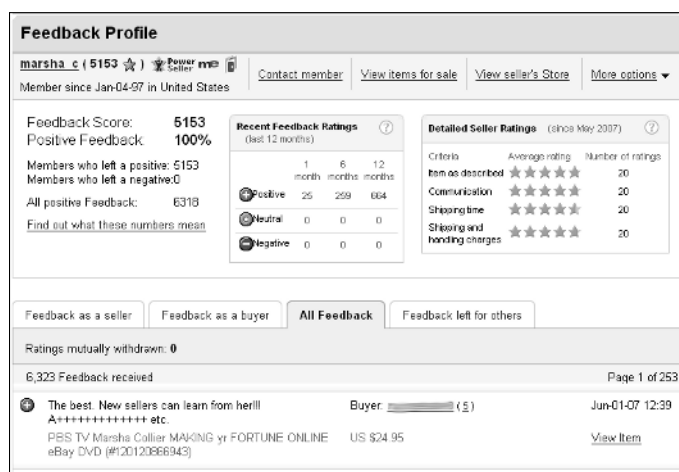 Feedback Profile
marsha_c ( 5153 ) Power Seller me
Member since Jan-04-97 in United States
Contact member View items for sale View seller's Store More options
Feedback Score: 5153
Positive Feedback: 100%
Members who left a positive: 5153
Members who left a negative:0
All positive Feedback: 6318
Find out what these numbers mean
Recent Feedback Ratings ?
(last 12 months)
1 month 6 months 12 months
Positive 25 259 664
Neutral 0 0 0
Negative 0 0 0
Detailed Seller Ratings (since May 2007) ?
Criteria Average rating Number of ratings
Item as described 20
Communication 20
Shipping time 20
Shipping and
handling charges 20
Feedback as a seller Feedback as a buyer All Feedback Feedback left for others
Ratings mutually withdrawn: 0
6,323 Feedback received Page 1 of 253
The best. New sellers can learn from her!!! Buyer: ( 5 ) Jun-01-07 12:39
A+++++++++++++ etc.
PBS TV Marsha Collier MAKING yr FORTUNE ONLINE US $24.95 View Item
eBay DVD (#120120866943)